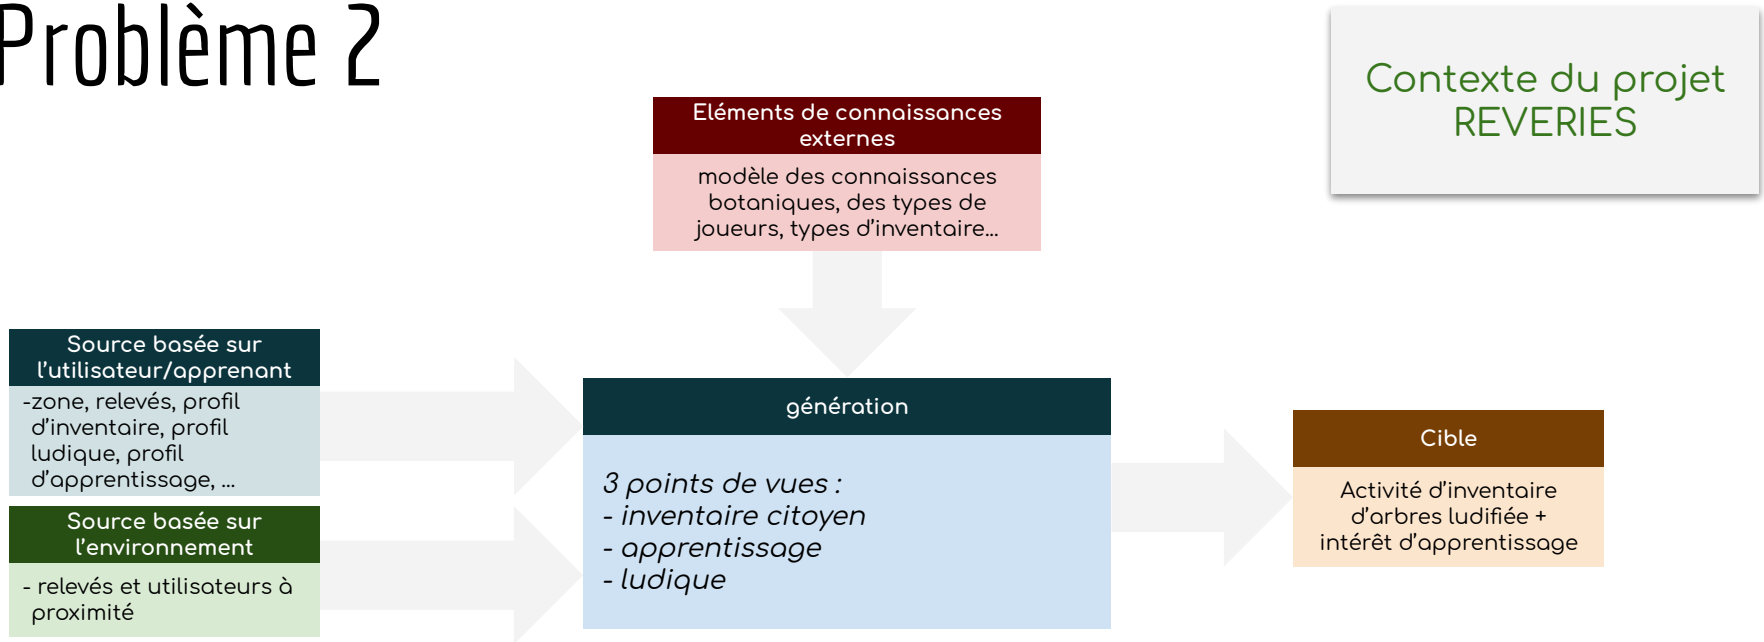 Problème 2
Contexte du projet
REVERIES
Eléments de connaissances
externes
modèle des connaissances
botaniques, des types de
joueurs, types d'inventaire...
Source basée sur
l'utilisateur/apprenant
-zone, relevés, profil
d'inventaire, profil
ludique, profil
d'apprentissage, ...
Source basée sur
l'environnement
- relevés et utilisateurs à
proximité
génération
3 points de vues :
- inventaire citoyen
- apprentissage
- ludique
Cible
Activité d'inventaire
d'arbres ludifiée +
intérêt d'apprentissage